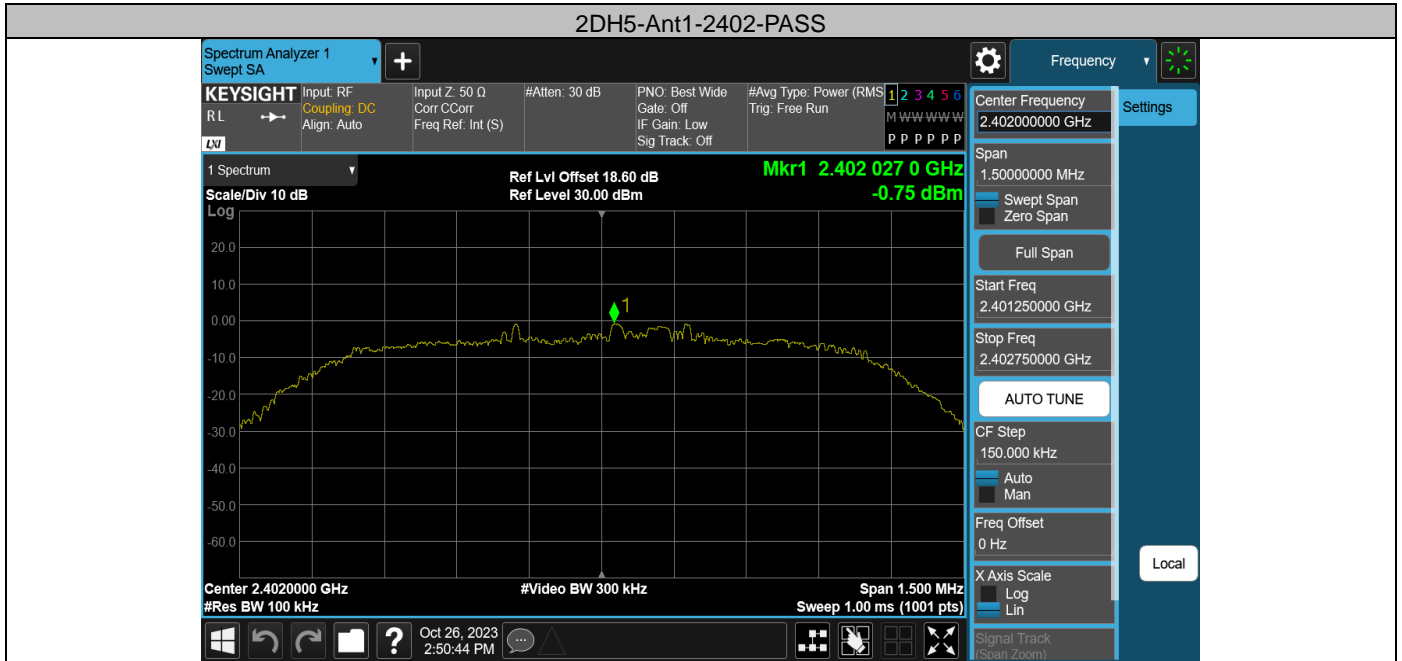 2DH5-Ant1-2402-PASS
Spectrum Analyzer 1
Swept SA
Frequency
KEYSIGHT
RL
LXI
Input: RF
Coupling: DC
Align: Auto
Input Z: 50 Ω
Corr CCorr
Freq Ref: Int (S)
#Atten: 30 dB
PNO: Best Wide
Gate: Off
IF Gain: Low
Sig Track: Off
#Avg Type: Power (RMS
Trig: Free Run
1 2 3 4 5 6
M W W W W W
P P P P P P
1 Spectrum
Scale/Div 10 dB
Log
Ref Lvl Offset 18.60 dB
Ref Level 30.00 dBm
Mkr1 2.402 027 0 GHz
-0.75 dBm
20.0
10.0
0.00
-10.0
-20.0
-30.0
-40.0
-50.0
-60.0
1
Center 2.4020000 GHz
#Res BW 100 kHz
#Video BW 300 kHz
Span 1.500 MHz
Sweep 1.00 ms (1001 pts)
Center Frequency
2.402000000 GHz
Span
1.50000000 MHz
Swept Span
Zero Span
Full Span
Start Freq
2.401250000 GHz
Stop Freq
2.402750000 GHz
AUTO TUNE
CF Step
150.000 kHz
Auto
Man
Freq Offset
0 Hz
X Axis Scale
Log
Lin
Signal Track
(Span Zoom)
Settings
Local
?
Oct 26, 2023
2:50:44 PM